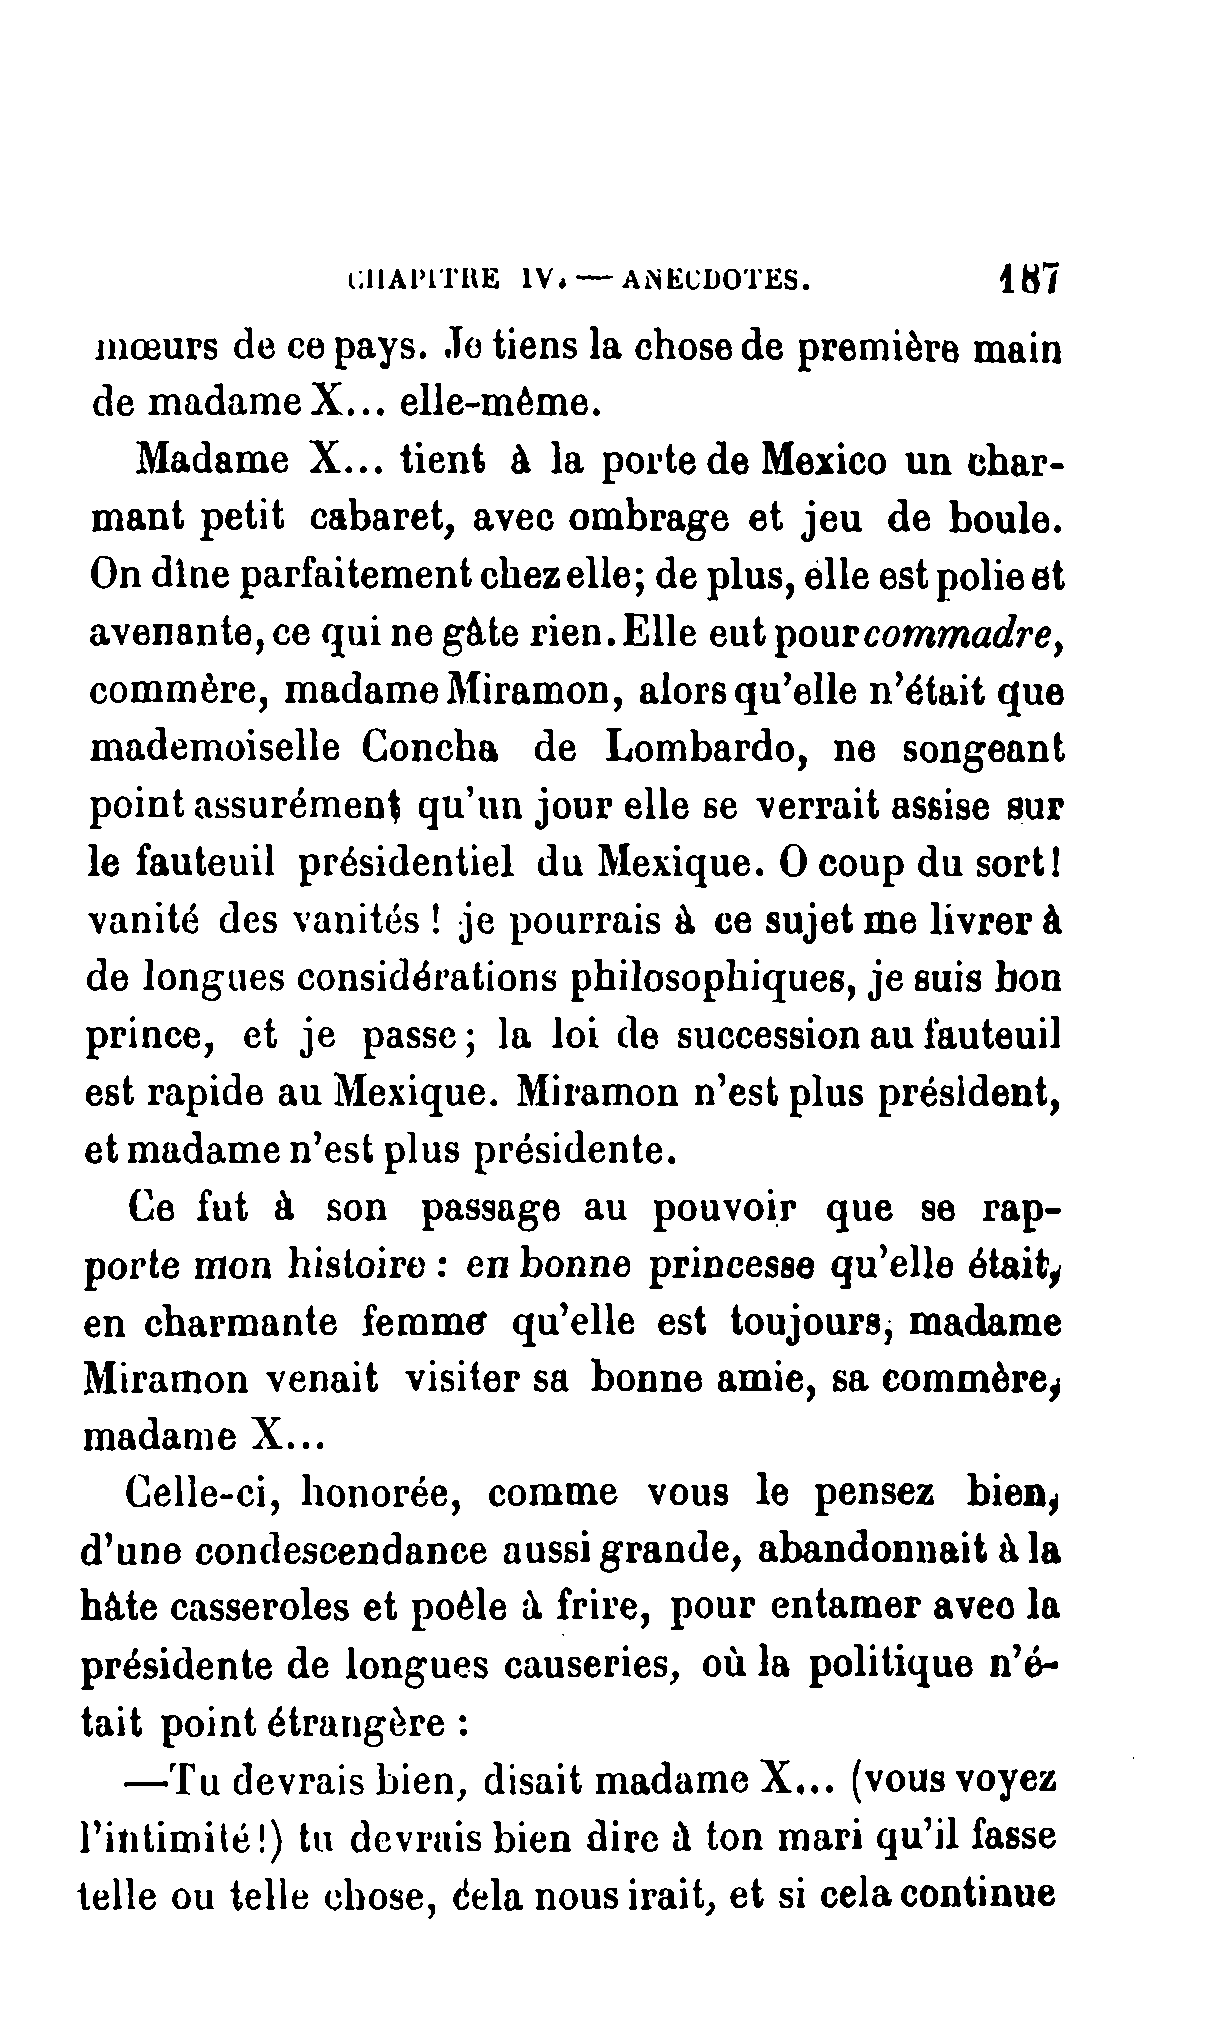 CHAPITRE IV. — ANECDOTES. 187
mœurs de ce pays. Je tiens la chose de première main
de madame X... elle-même.
Madame X... tient à la porte de Mexico un char-
mant petit cabaret, avec ombrage et jeu de boule.
On dîne parfaitement chez elle; de plus, elle est polie et
avenante, ce qui ne gâte rien. Elle eut pour commadre,
commère, madame Miramon, alors qu'elle n'était que
mademoiselle Concha de Lombardo, ne songeant
point assurément qu'un jour elle se verrait assise sur
le fauteuil présidentiel du Mexique. O coup du sort!
vanité des vanités ! je pourrais à ce sujet me livrer à
de longues considérations philosophiques, je suis bon
prince, et je passe; la loi de succession au fauteuil
est rapide au Mexique. Miramon n'est plus président,
et madame n'est plus présidente.
Ce fut à son passage au pouvoir que se rap-
porte mon histoire : en bonne princesse qu'elle était,
en charmante femme qu'elle est toujours, madame
Miramon venait visiter sa bonne amie, sa commère,
madame X...
Celle-ci, honorée, comme vous le pensez bien,
d'une condescendance aussi grande, abandonnait à la
hâte casseroles et poêle à frire, pour entamer avec la
présidente de longues causeries, où la politique n'é-
tait point étrangère :
—Tu devrais bien, disait madame X... (vous voyez
l'intimité!) tu devrais bien dire à ton mari qu'il fasse
telle ou telle chose, cela nous irait, et si cela continue